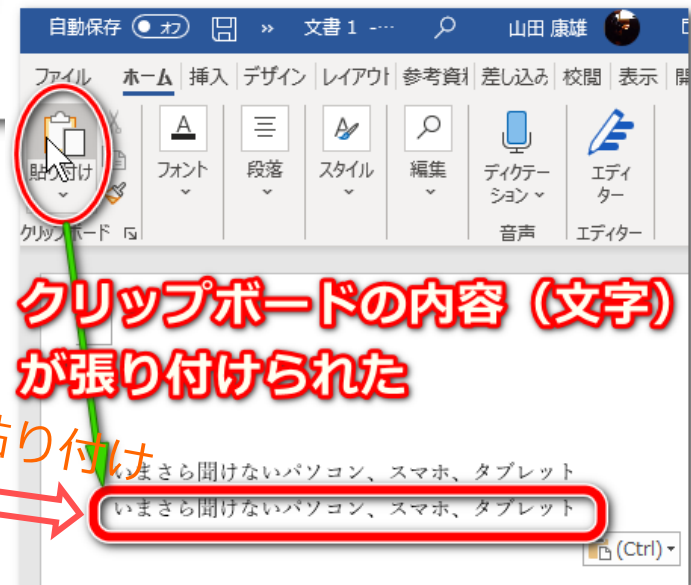 自動保存 オフ » 文書 1 -… 山田 康雄
ファイル ホーム 挿入 デザイン レイアウト 参考資料 差し込み 校閲 表示 開
貼り付け フォント 段落 スタイル 編集 ディクテー エディ
ション ター
クリップボード 音声 エディター
クリップボードの内容（文字）
が張り付けられた
貼り付け
いまさら聞けないパソコン、スマホ、タブレット
いまさら聞けないパソコン、スマホ、タブレット
(Ctrl)